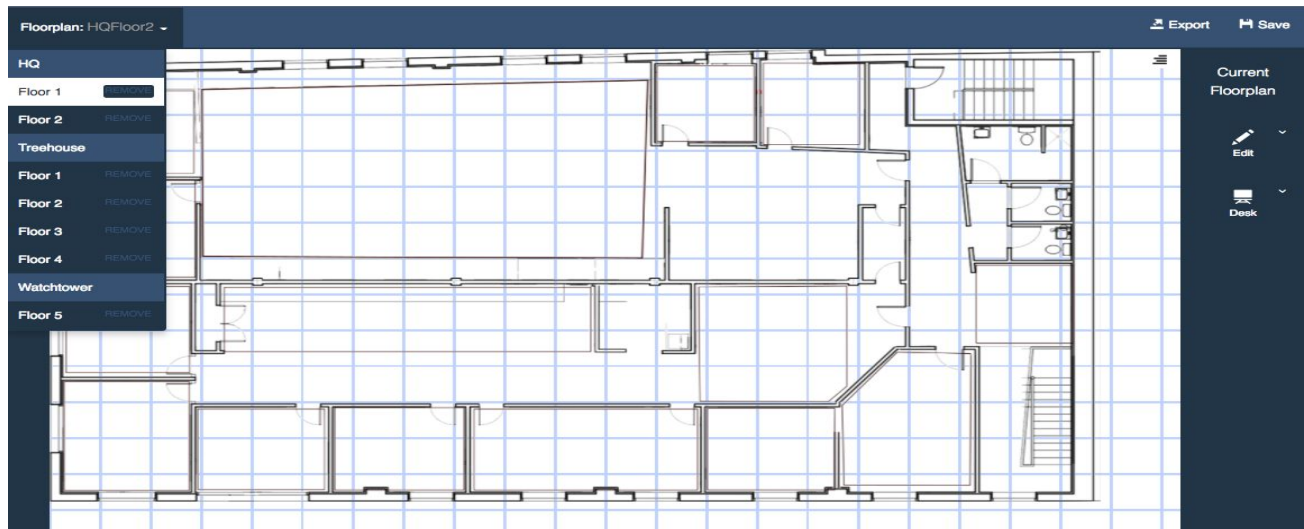 Floorplan: HQFloor2
Export
Save
HQ
Floor 1 REMOVE
Floor 2 REMOVE
Treehouse
Floor 1 REMOVE
Floor 2 REMOVE
Floor 3 REMOVE
Floor 4 REMOVE
Watchtower
Floor 5 REMOVE
Current
Floorplan
Edit
Desk